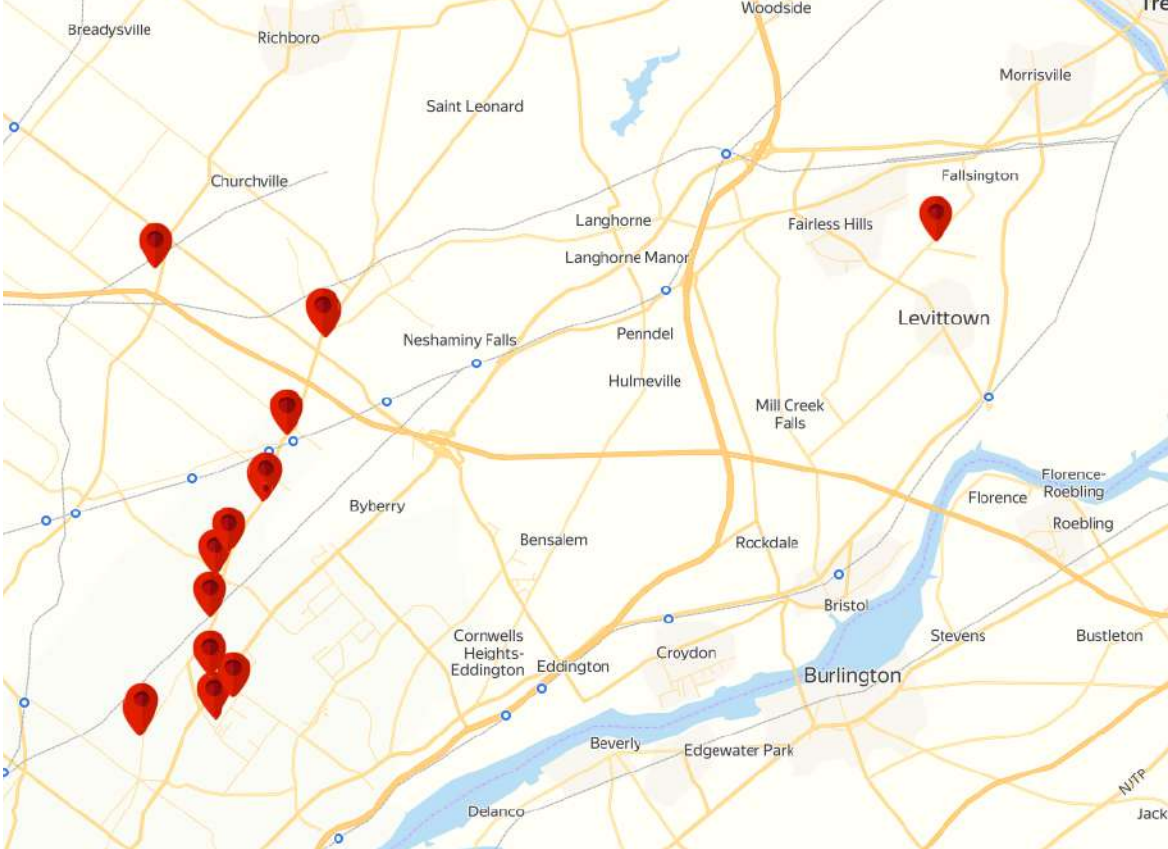 Woodside
Tre
Breadysville
Richboro
Morrisville
Saint Leonard
Churchville
Fallsington
Langhorne
Fairless Hills
Langhorne Manor
Levittown
Neshaminy Falls
Penndel
Hulmeville
Mill Creek
Falls
Florence-
Roebling
Florence
Byberry
Roebling
Bensalem
Rockdale
Bristol
Cornwells
Heights-
Eddington
Stevens
Bustleton
Croydon
Eddington
Burlington
Beverly
Edgewater Park
NJTP
Delanco
Jack